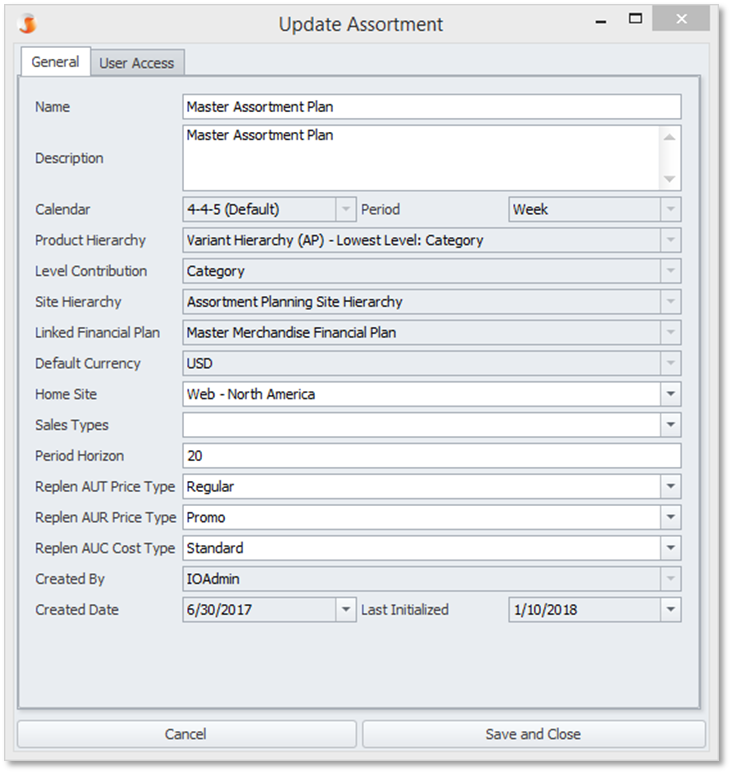 Update Assortment
General User Access
Name Master Assortment Plan
Description Master Assortment Plan
Calendar 4-4-5 (Default) Period Week
Product Hierarchy Variant Hierarchy (AP) - Lowest Level: Category
Level Contribution Category
Site Hierarchy Assortment Planning Site Hierarchy
Linked Financial Plan Master Merchandise Financial Plan
Default Currency USD
Home Site Web - North America
Sales Types
Period Horizon 20
Replen AUT Price Type Regular
Replen AUR Price Type Promo
Replen AUC Cost Type Standard
Created By IOAdmin
Created Date 6/30/2017 Last Initialized 1/10/2018
Cancel Save and Close